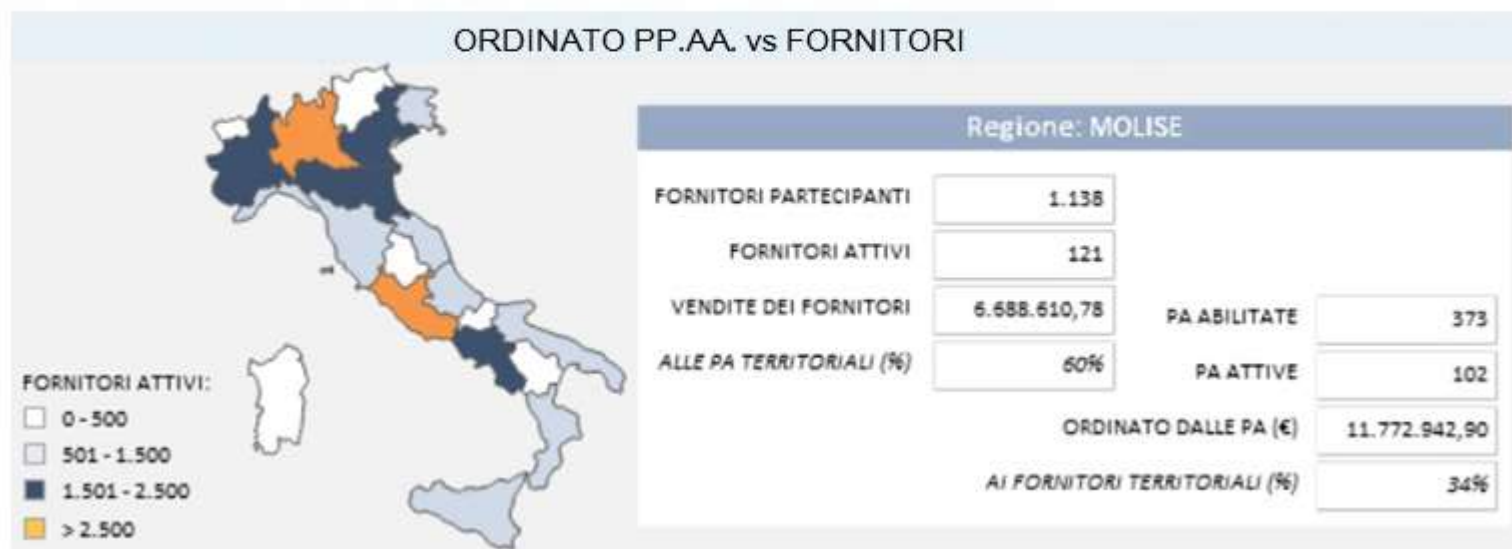 ORDINATO PP.AA. vs FORNITORI
Regione: MOLISE
FORNITORI PARTECIPANTI 1.138
FORNITORI ATTIVI 121
VENDITE DEI FORNITORI 6.688.610,78
ALLE PA TERRITORIALI (%) 60%
PA ABILITATE 373
PA ATTIVE 102
ORDINATO DALLE PA (€) 11.772.942,90
AI FORNITORI TERRITORIALI (%) 34%
FORNITORI ATTIVI:
0 - 500
501 - 1.500
1.501 - 2.500
> 2.500